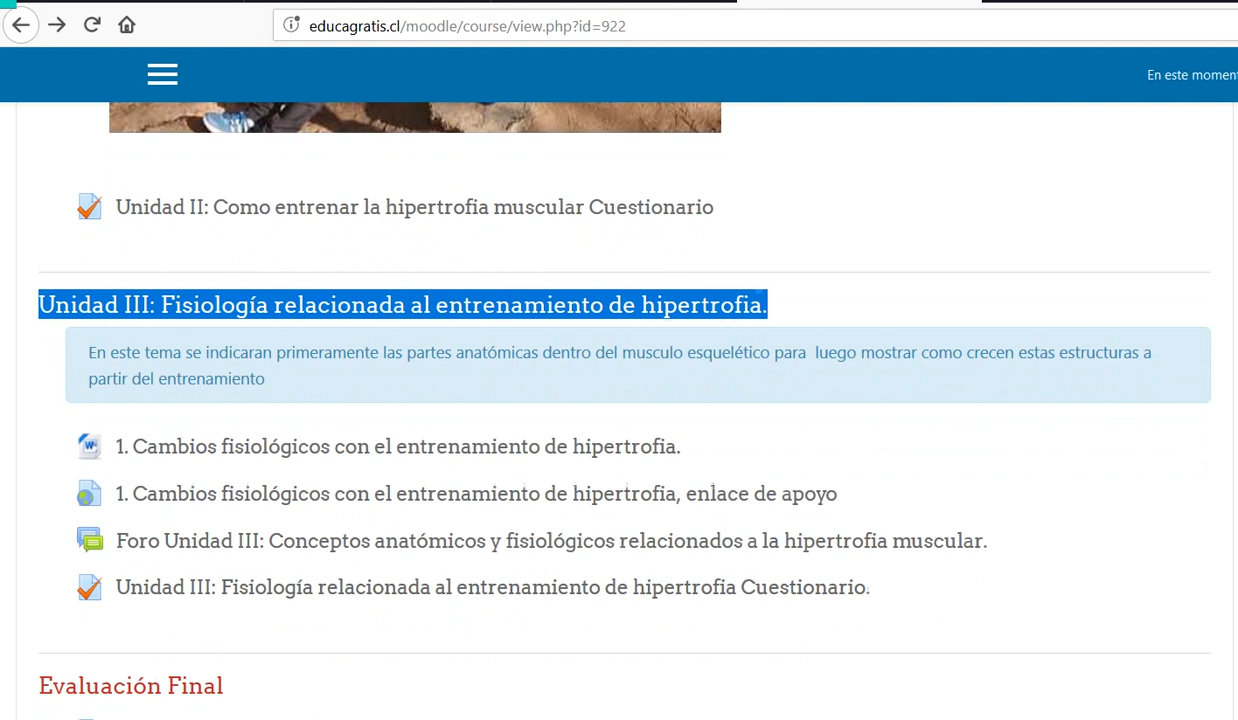 educagratis.cl/moodle/course/view.php?id=922
En este momen
Unidad II: Como entrenar la hipertrofia muscular Cuestionario
Unidad III: Fisiología relacionada al entrenamiento de hipertrofia.
En este tema se indicaran primeramente las partes anatómicas dentro del musculo esquelético para luego mostrar como crecen estas estructuras a
partir del entrenamiento
1. Cambios fisiológicos con el entrenamiento de hipertrofia.
1. Cambios fisiológicos con el entrenamiento de hipertrofia, enlace de apoyo
Foro Unidad III: Conceptos anatómicos y fisiológicos relacionados a la hipertrofia muscular.
Unidad III: Fisiología relacionada al entrenamiento de hipertrofia Cuestionario.
Evaluación Final